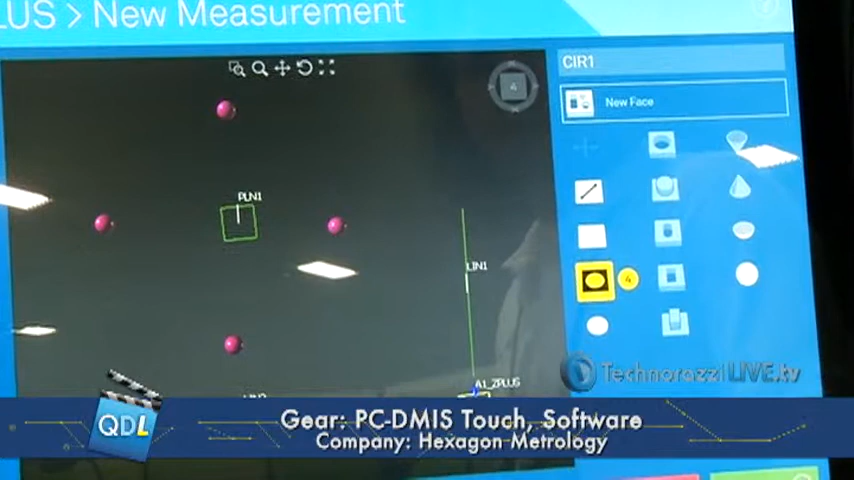 LUS > New Measurement
CIR1
New Face
PLN1
LIN1
A1_ZPLUS
4
TechnorazziLIVE.tv
QDL
Gear: PC-DMIS Touch, Software
Company: Hexagon Metrology